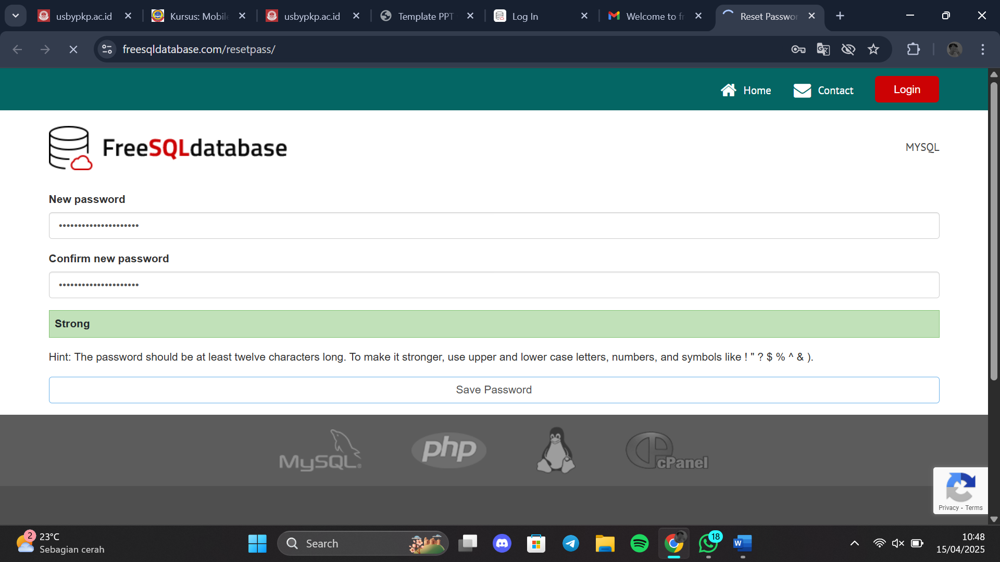 usbypkp.ac.id
Kursus: Mobile
usbypkp.ac.id
Template PPT
Log In
Welcome to fr
Reset Passwor
freesqldatabase.com/resetpass/
Home
Contact
Login
FreeSQLdatabase
MYSQL
New password
•••••••••••••••••••••
Confirm new password
•••••••••••••••••••••
Strong
Hint: The password should be at least twelve characters long. To make it stronger, use upper and lower case letters, numbers, and symbols like ! " ? $ % ^ & ).
Save Password
MySQL®
php
cPanel
Privacy - Terms
2
23°C
Sebagian cerah
Search
18
W
10:48
15/04/2025